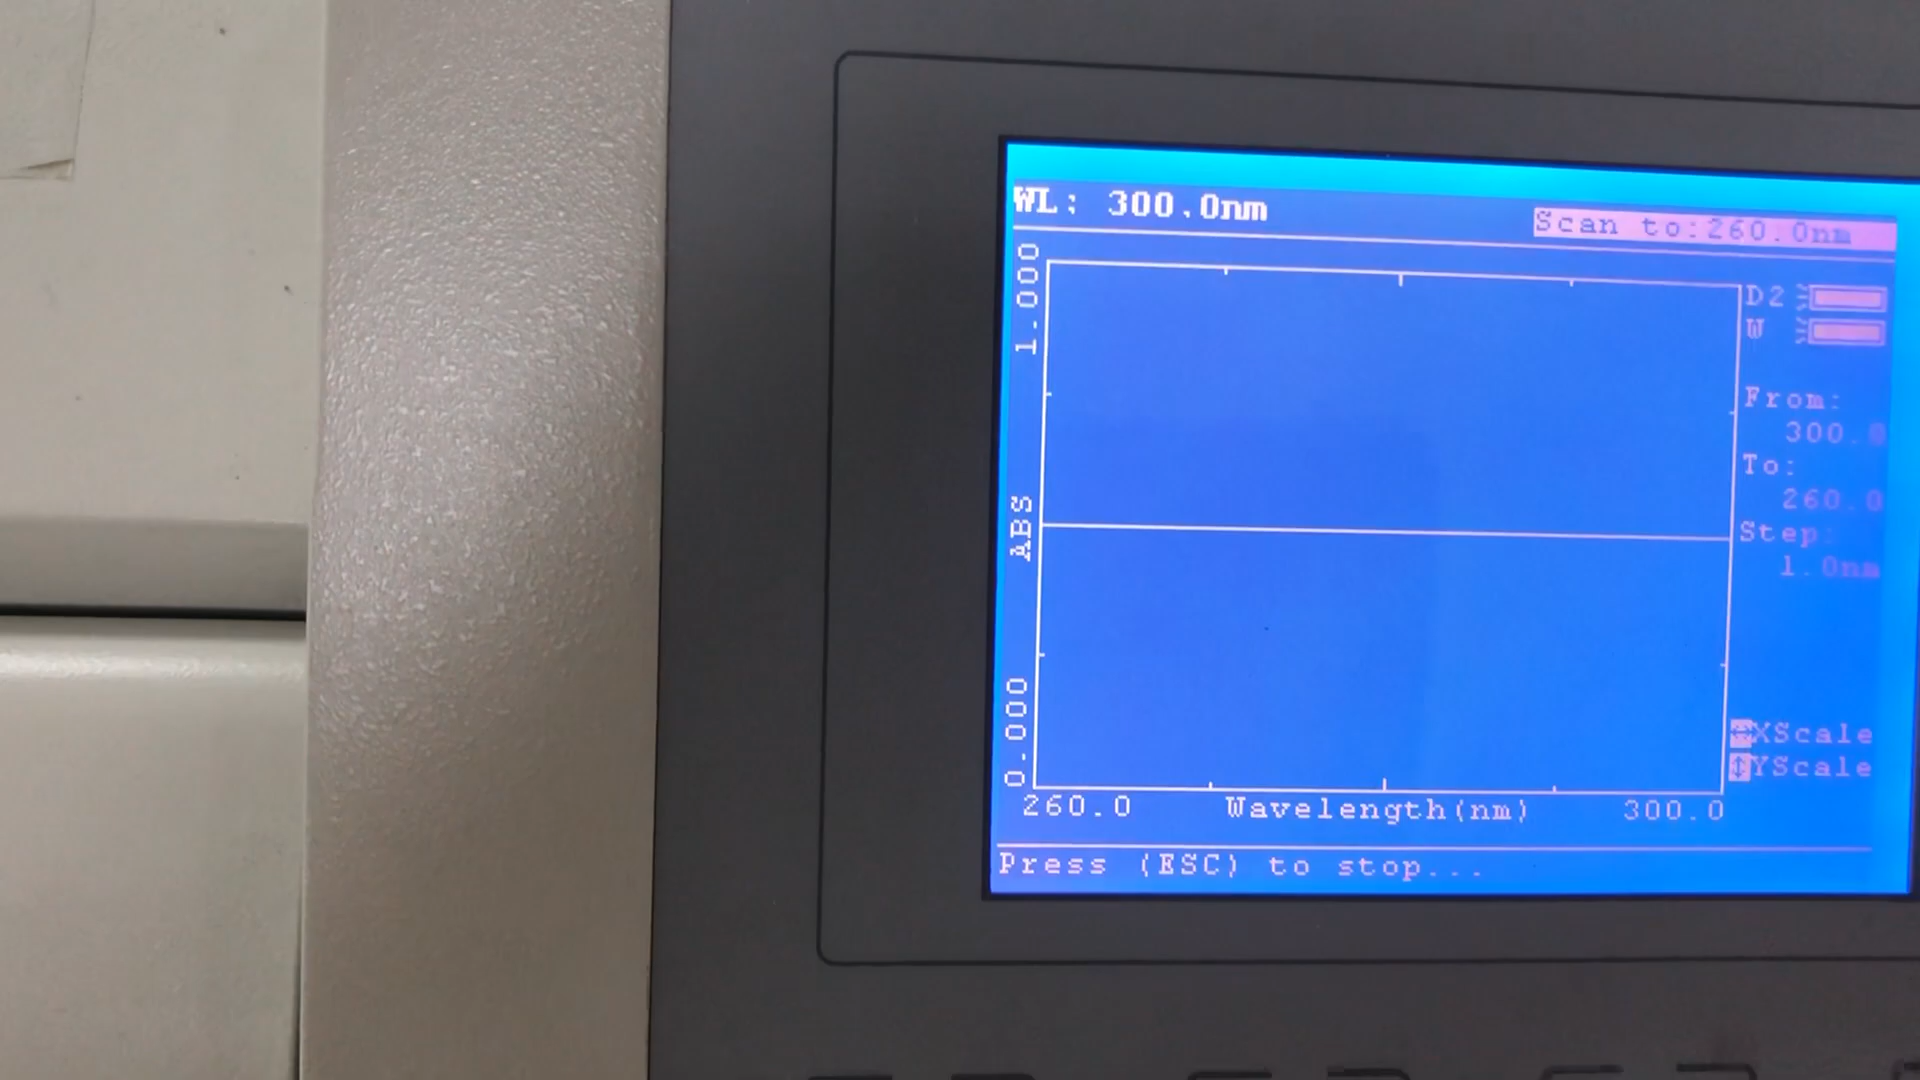 WL: 300.0nm
Scan to:260.0nm
1.000
ABS
0.000
D2
W
From:
300.0
To:
260.0
Step:
1.0nm
XScale
YScale
260.0
Wavelength(nm)
300.0
Press (ESC) to stop...